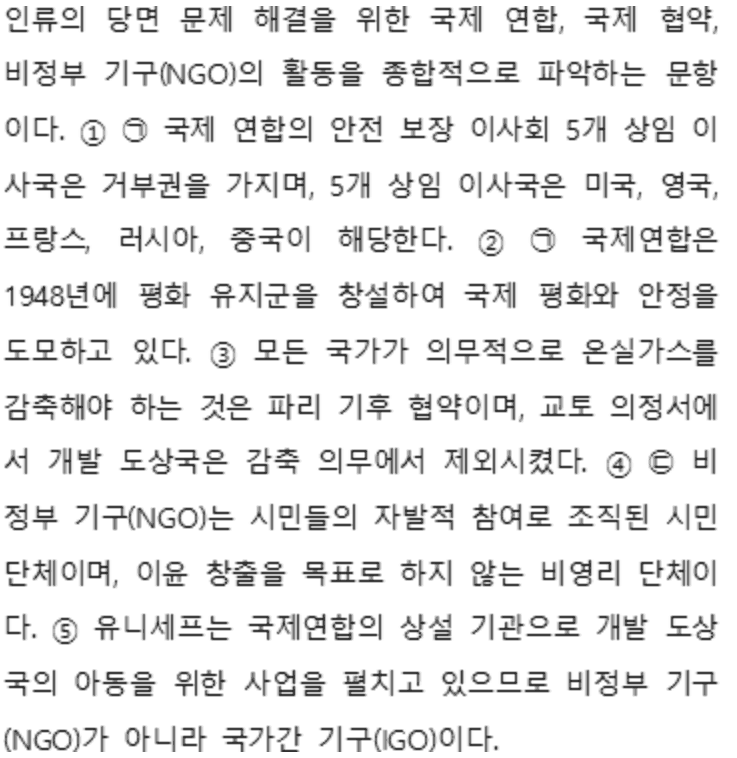 인류의 당면 문제 해결을 위한 국제 연합, 국제 협약,
비정부 기구(NGO)의 활동을 종합적으로 파악하는 문항
이다. ① ㉠ 국제 연합의 안전 보장 이사회 5개 상임 이
사국은 거부권을 가지며, 5개 상임 이사국은 미국, 영국,
프랑스, 러시아, 중국이 해당한다. ② ㉠ 국제연합은
1948년에 평화 유지군을 창설하여 국제 평화와 안정을
도모하고 있다. ③ 모든 국가가 의무적으로 온실가스를
감축해야 하는 것은 파리 기후 협약이며, 교토 의정서에
서 개발 도상국은 감축 의무에서 제외시켰다. ④ ㉢ 비
정부 기구(NGO)는 시민들의 자발적 참여로 조직된 시민
단체이며, 이윤 창출을 목표로 하지 않는 비영리 단체이
다. ⑤ 유니세프는 국제연합의 상설 기관으로 개발 도상
국의 아동을 위한 사업을 펼치고 있으므로 비정부 기구
(NGO)가 아니라 국가간 기구(IGO)이다.